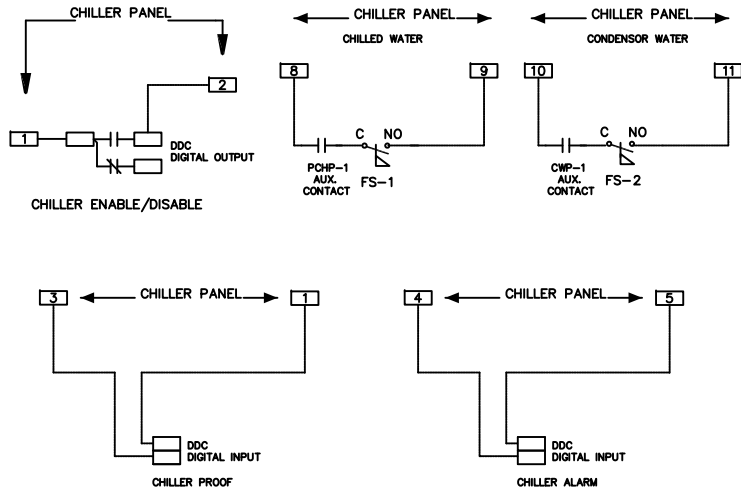 CHILLER PANEL
1
2
DDC
DIGITAL OUTPUT
CHILLER ENABLE/DISABLE
CHILLER PANEL
CHILLED WATER
8
9
C NO
PCHP-1
AUX.
CONTACT
FS-1
CHILLER PANEL
CONDENSOR WATER
10
11
C NO
CWP-1
AUX.
CONTACT
FS-2
3
CHILLER PANEL
1
DDC
DIGITAL INPUT
CHILLER PROOF
4
CHILLER PANEL
5
DDC
DIGITAL INPUT
CHILLER ALARM